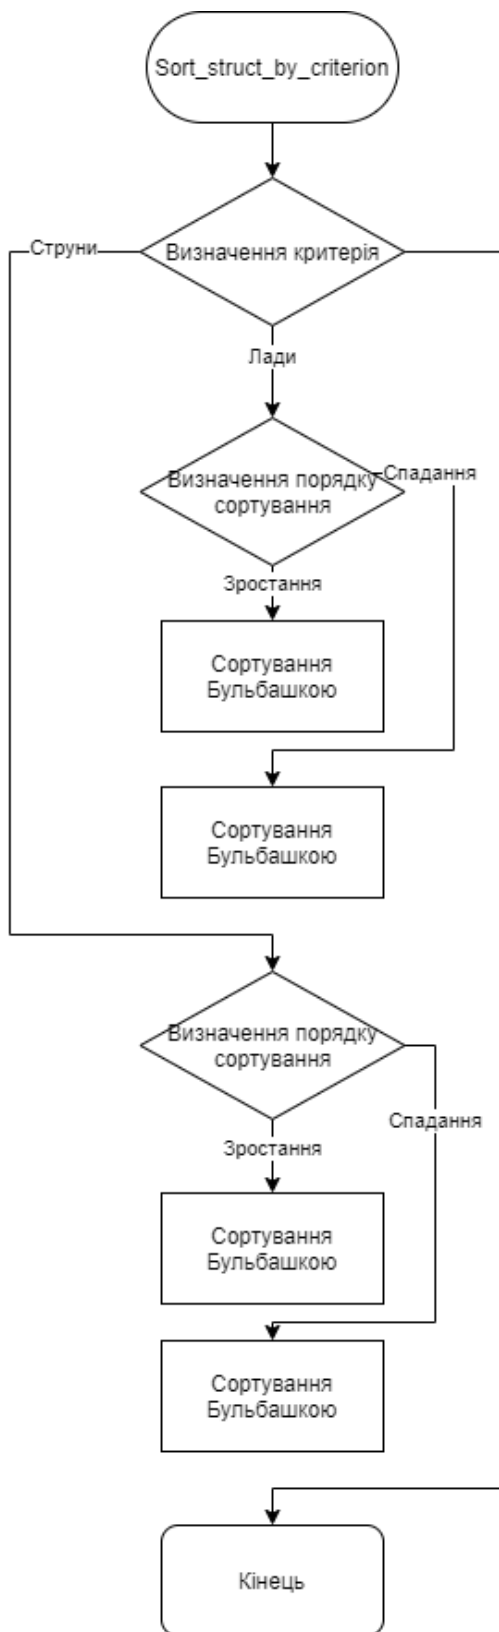 Sort_struct_by_criterion
Струни
Визначення критерія
Лади
Визначення порядку
сортування
Спадання
Зростання
Сортування
Бульбашкою
Сортування
Бульбашкою
Визначення порядку
сортування
Спадання
Зростання
Сортування
Бульбашкою
Сортування
Бульбашкою
Кінець